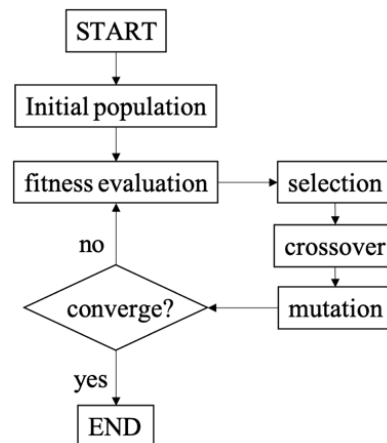 START
Initial population
fitness evaluation
selection
crossover
no
converge?
mutation
yes
END